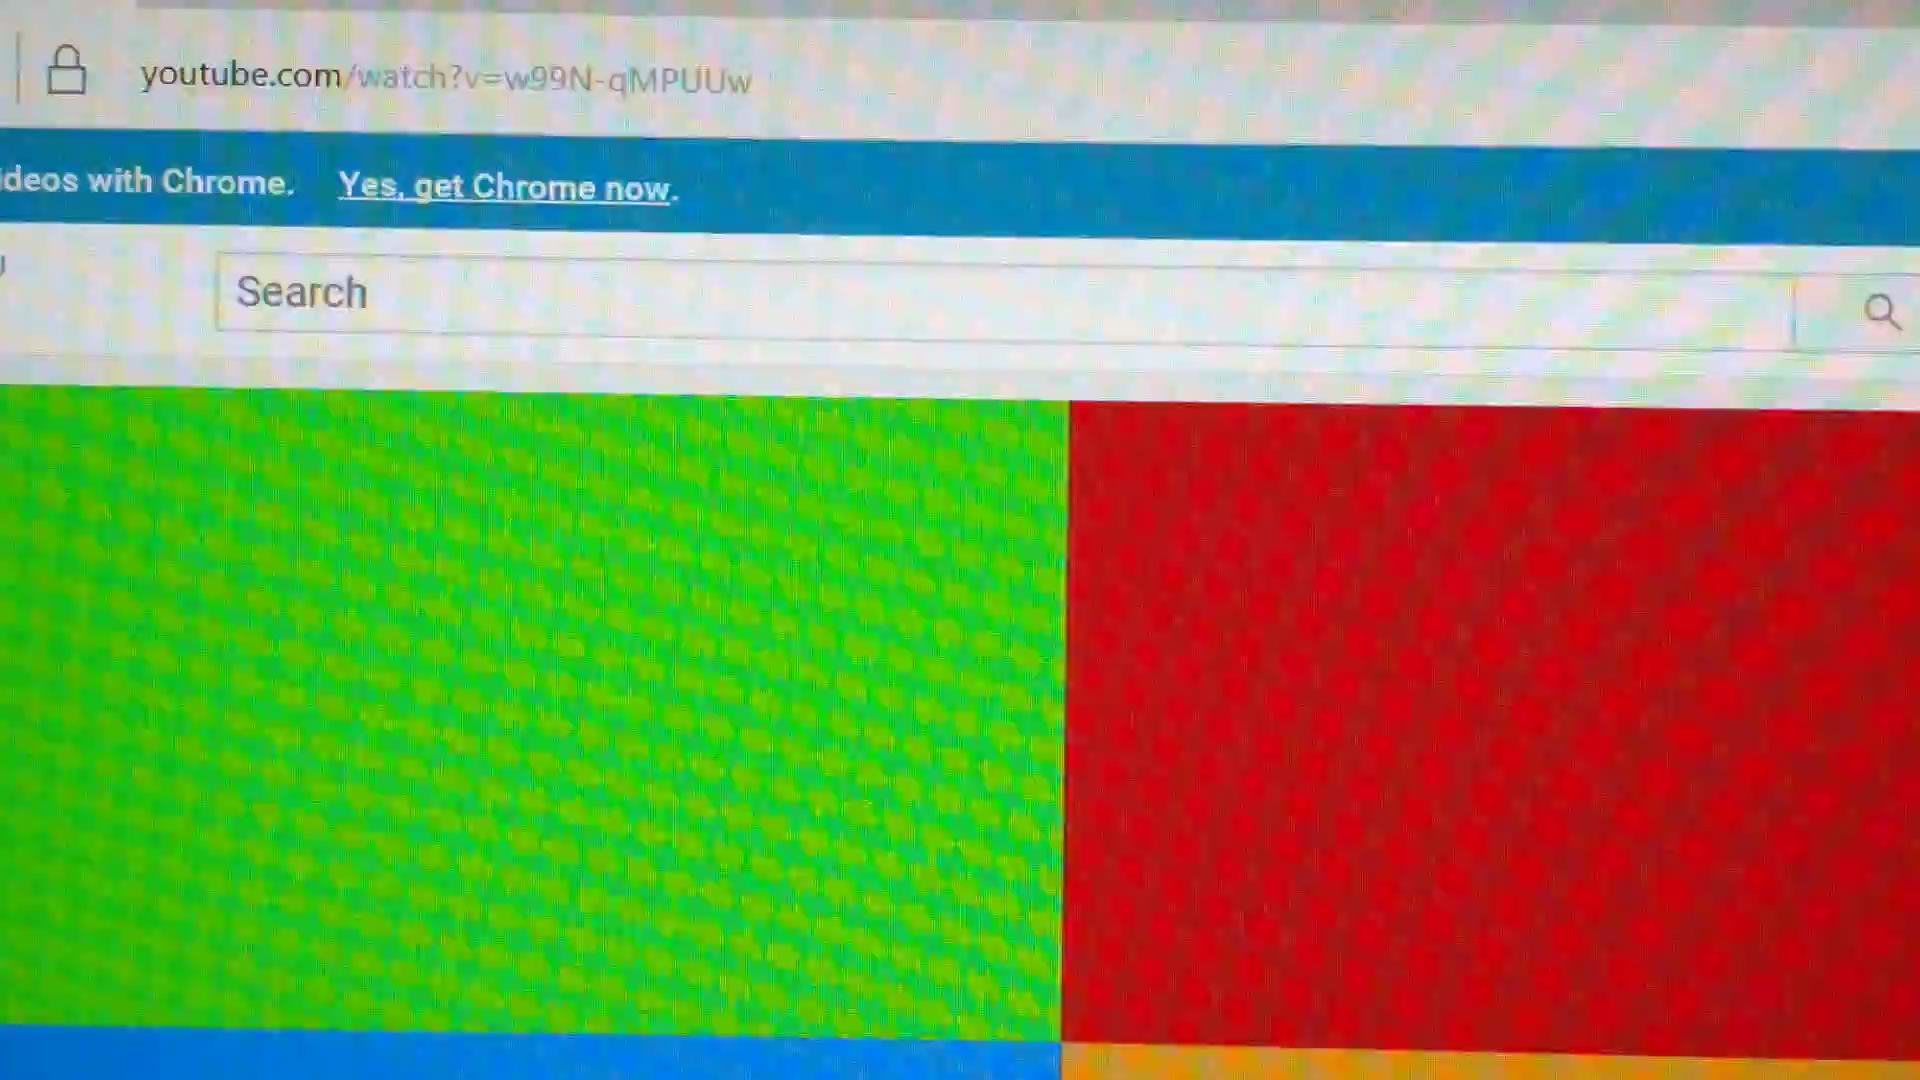 youtube.com/watch?v=w99N-qMPUUw
ideos with Chrome. Yes, get Chrome now.
Search